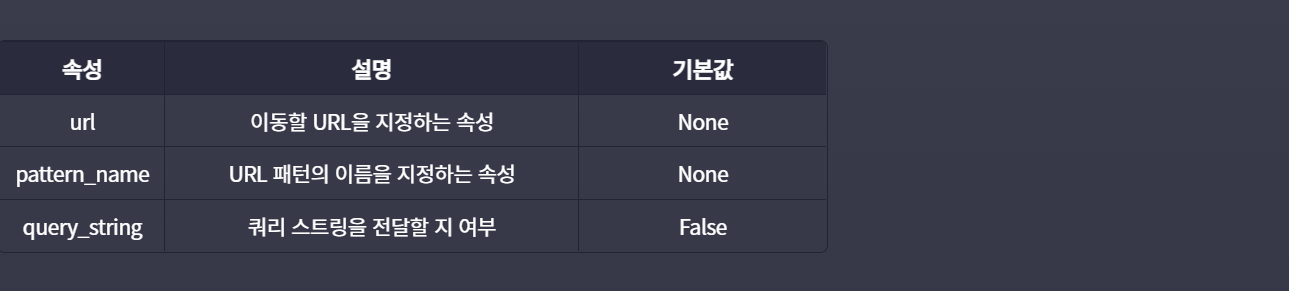 속성 설명 기본값
url 이동할 URL을 지정하는 속성 None
pattern_name URL 패턴의 이름을 지정하는 속성 None
query_string 쿼리 스트링을 전달할 지 여부 False